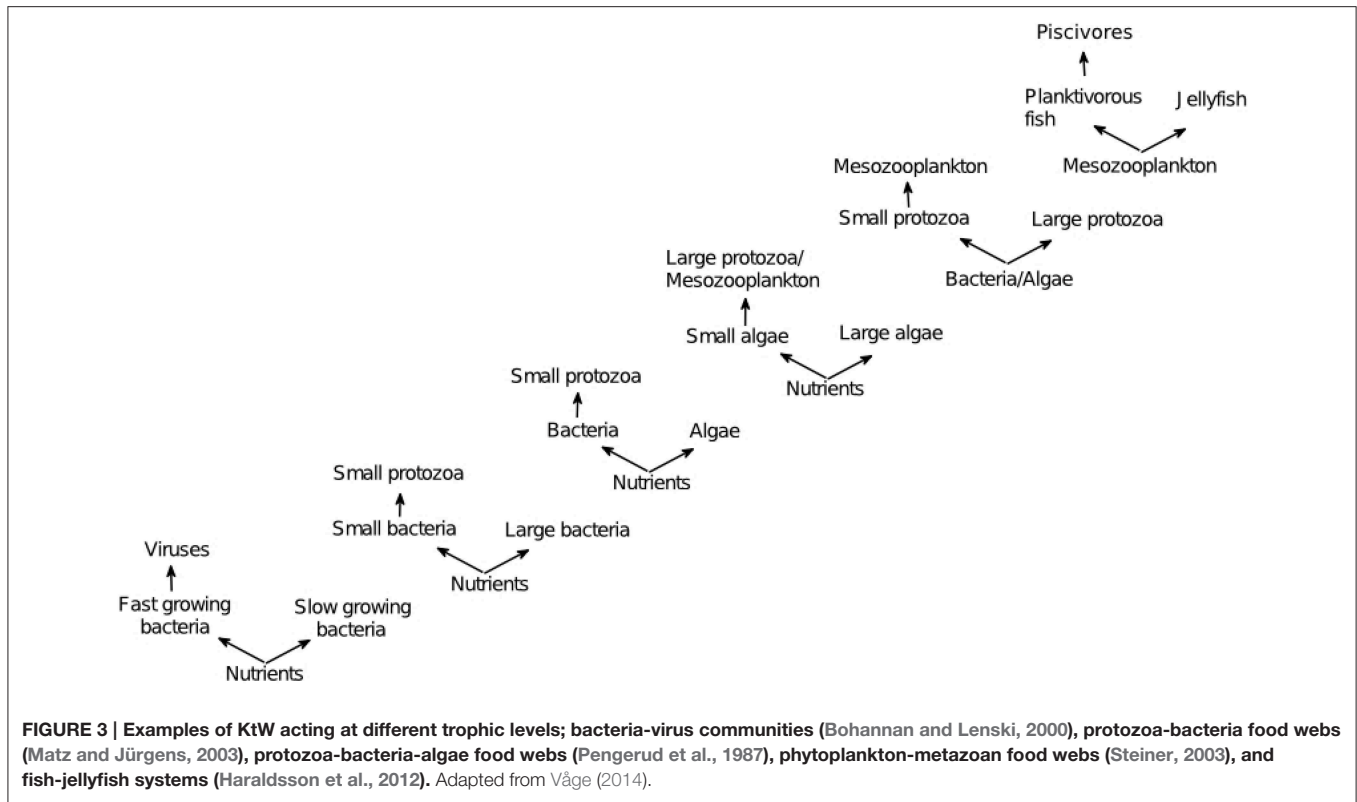 Piscivores
Planktivorous
fish
Jellyfish
Mesozooplankton
Mesozooplankton
Small protozoa
Large protozoa
Bacteria/Algae
Large protozoa/
Mesozooplankton
Small algae
Large algae
Nutrients
Small protozoa
Bacteria
Algae
Nutrients
Small protozoa
Small bacteria
Large bacteria
Nutrients
Viruses
Fast growing
bacteria
Slow growing
bacteria
Nutrients
FIGURE 3 | Examples of KtW acting at different trophic levels; bacteria-virus communities (Bohannan and Lenski, 2000), protozoa-bacteria food webs
(Matz and Jürgens, 2003), protozoa-bacteria-algae food webs (Pengerud et al., 1987), phytoplankton-metazoan food webs (Steiner, 2003), and
fish-jellyfish systems (Haraldsson et al., 2012). Adapted from Våge (2014).